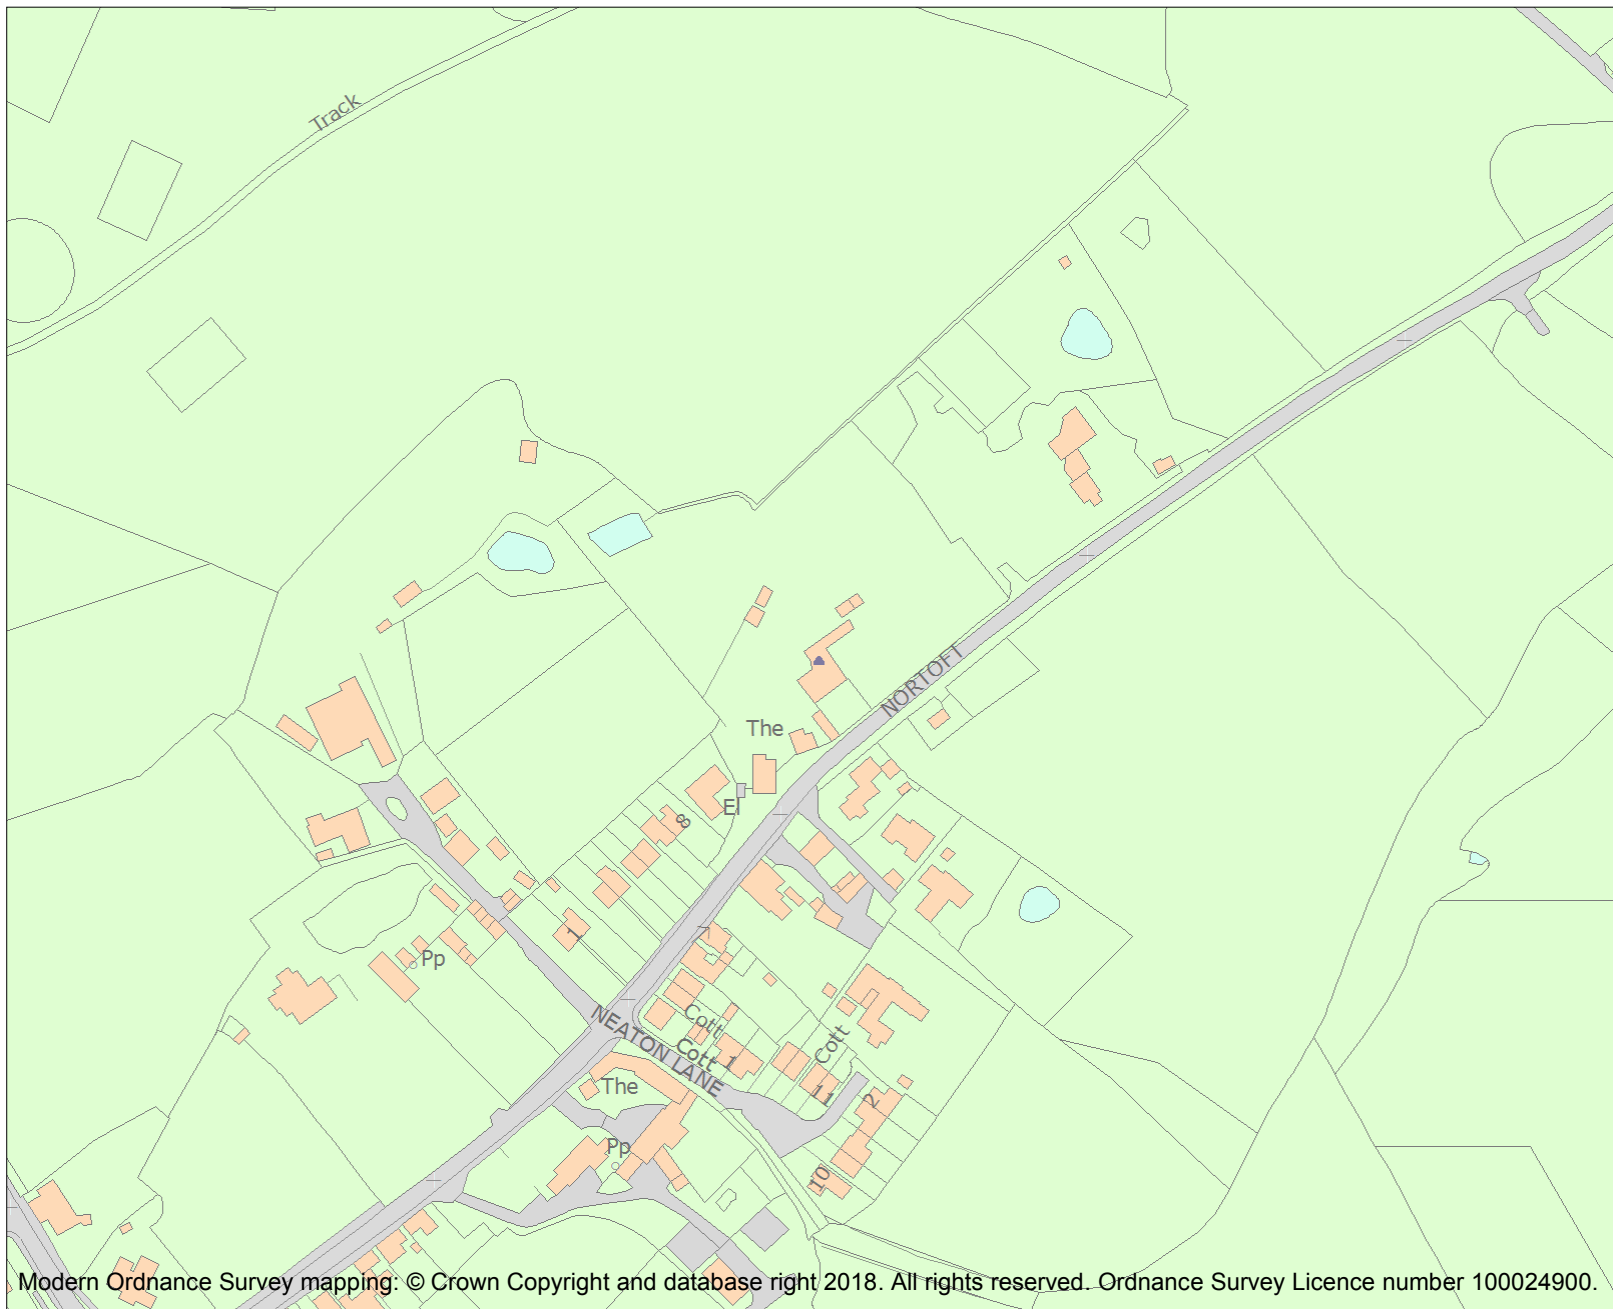 Track
NORTOFT
The
El
8
7
1
Pp
NEATON LANE
Cott
Cott
1
Cott
11
The
2
Pp
10
Modern Ordnance Survey mapping: © Crown Copyright and database right 2018. All rights reserved. Ordnance Survey Licence number 100024900.